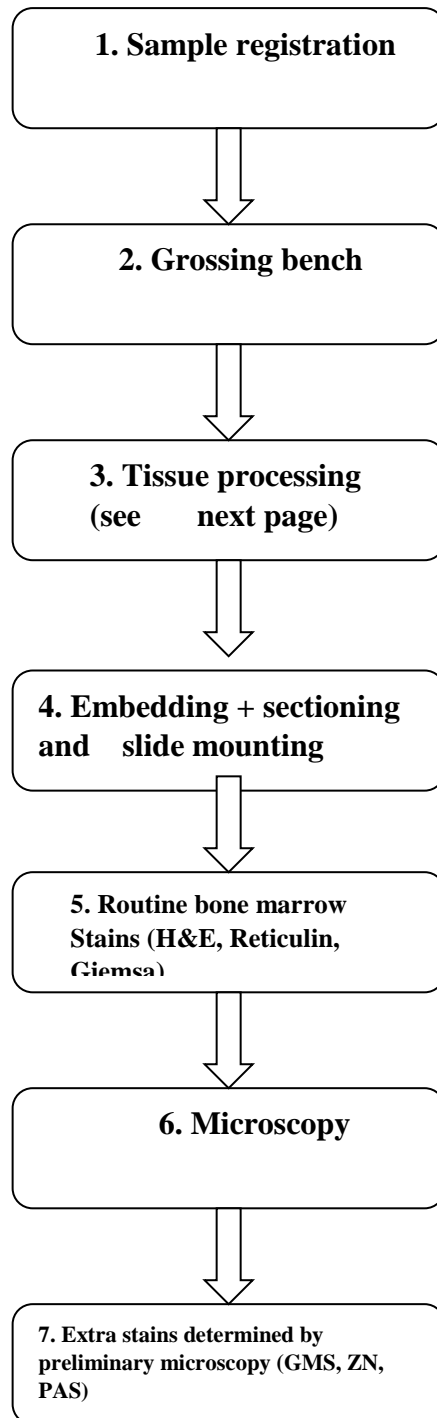 1. Sample registration
2. Grossing bench
3. Tissue processing
(see next page)
4. Embedding + sectioning
and slide mounting
5. Routine bone marrow
Stains (H&E, Reticulin,
Giemsa)
6. Microscopy
7. Extra stains determined by
preliminary microscopy (GMS, ZN,
PAS)